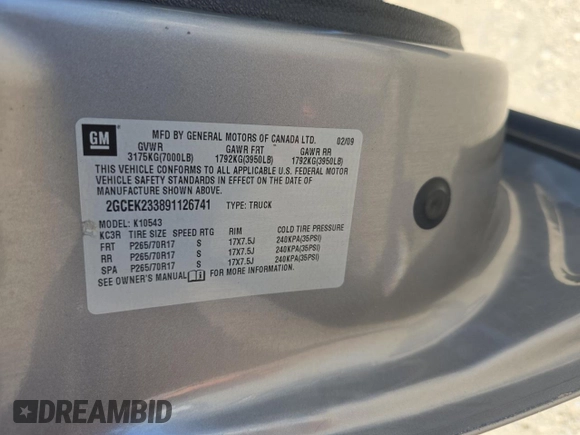 GM
MFD BY GENERAL MOTORS OF CANADA LTD. 02/09
GVWR GAWR FRT GAWR RR
3175KG(7000LB) 1792KG(3950LB) 1792KG(3950LB)
THIS VEHICLE CONFORMS TO ALL APPLICABLE U.S. FEDERAL MOTOR
VEHICLE SAFETY STANDARDS IN EFFECT ON THE DATE OF
MANUFACTURE SHOWN ABOVE.
2GCEK233891126741 TYPE: TRUCK
MODEL: K10543
KC3R TIRE SIZE SPEED RTG RIM COLD TIRE PRESSURE
FRT P265/70R17 S 17X7.5J 240KPA(35PSI)
RR P265/70R17 S 17X7.5J 240KPA(35PSI)
SPA P265/70R17 S 17X7.5J 240KPA(35PSI)
SEE OWNER'S MANUAL FOR MORE INFORMATION.
DREAMBID